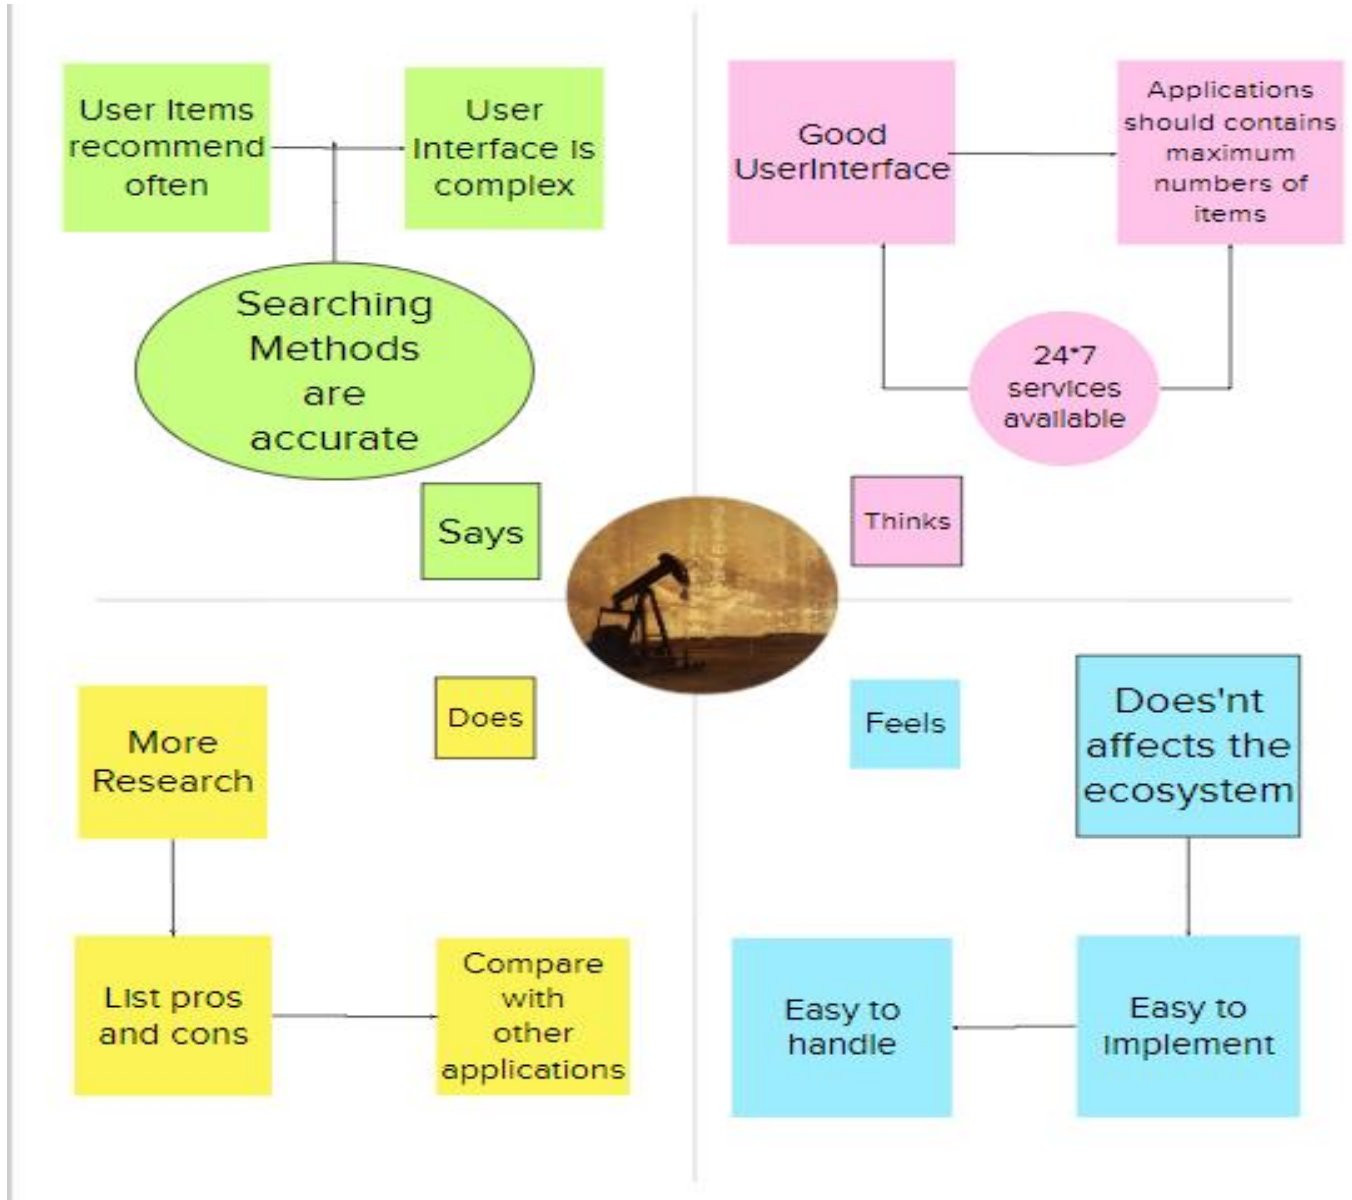 User Items
recommend
often
User
Interface is
complex
Searching
Methods
are
accurate
Says
Good
UserInterface
Applications
should contains
maximum
numbers of
items
24*7
services
available
Thinks
Does
More
Research
List pros
and cons
Compare
with
other
applications
Feels
Does'nt
affects the
ecosystem
Easy to
handle
Easy to
Implement